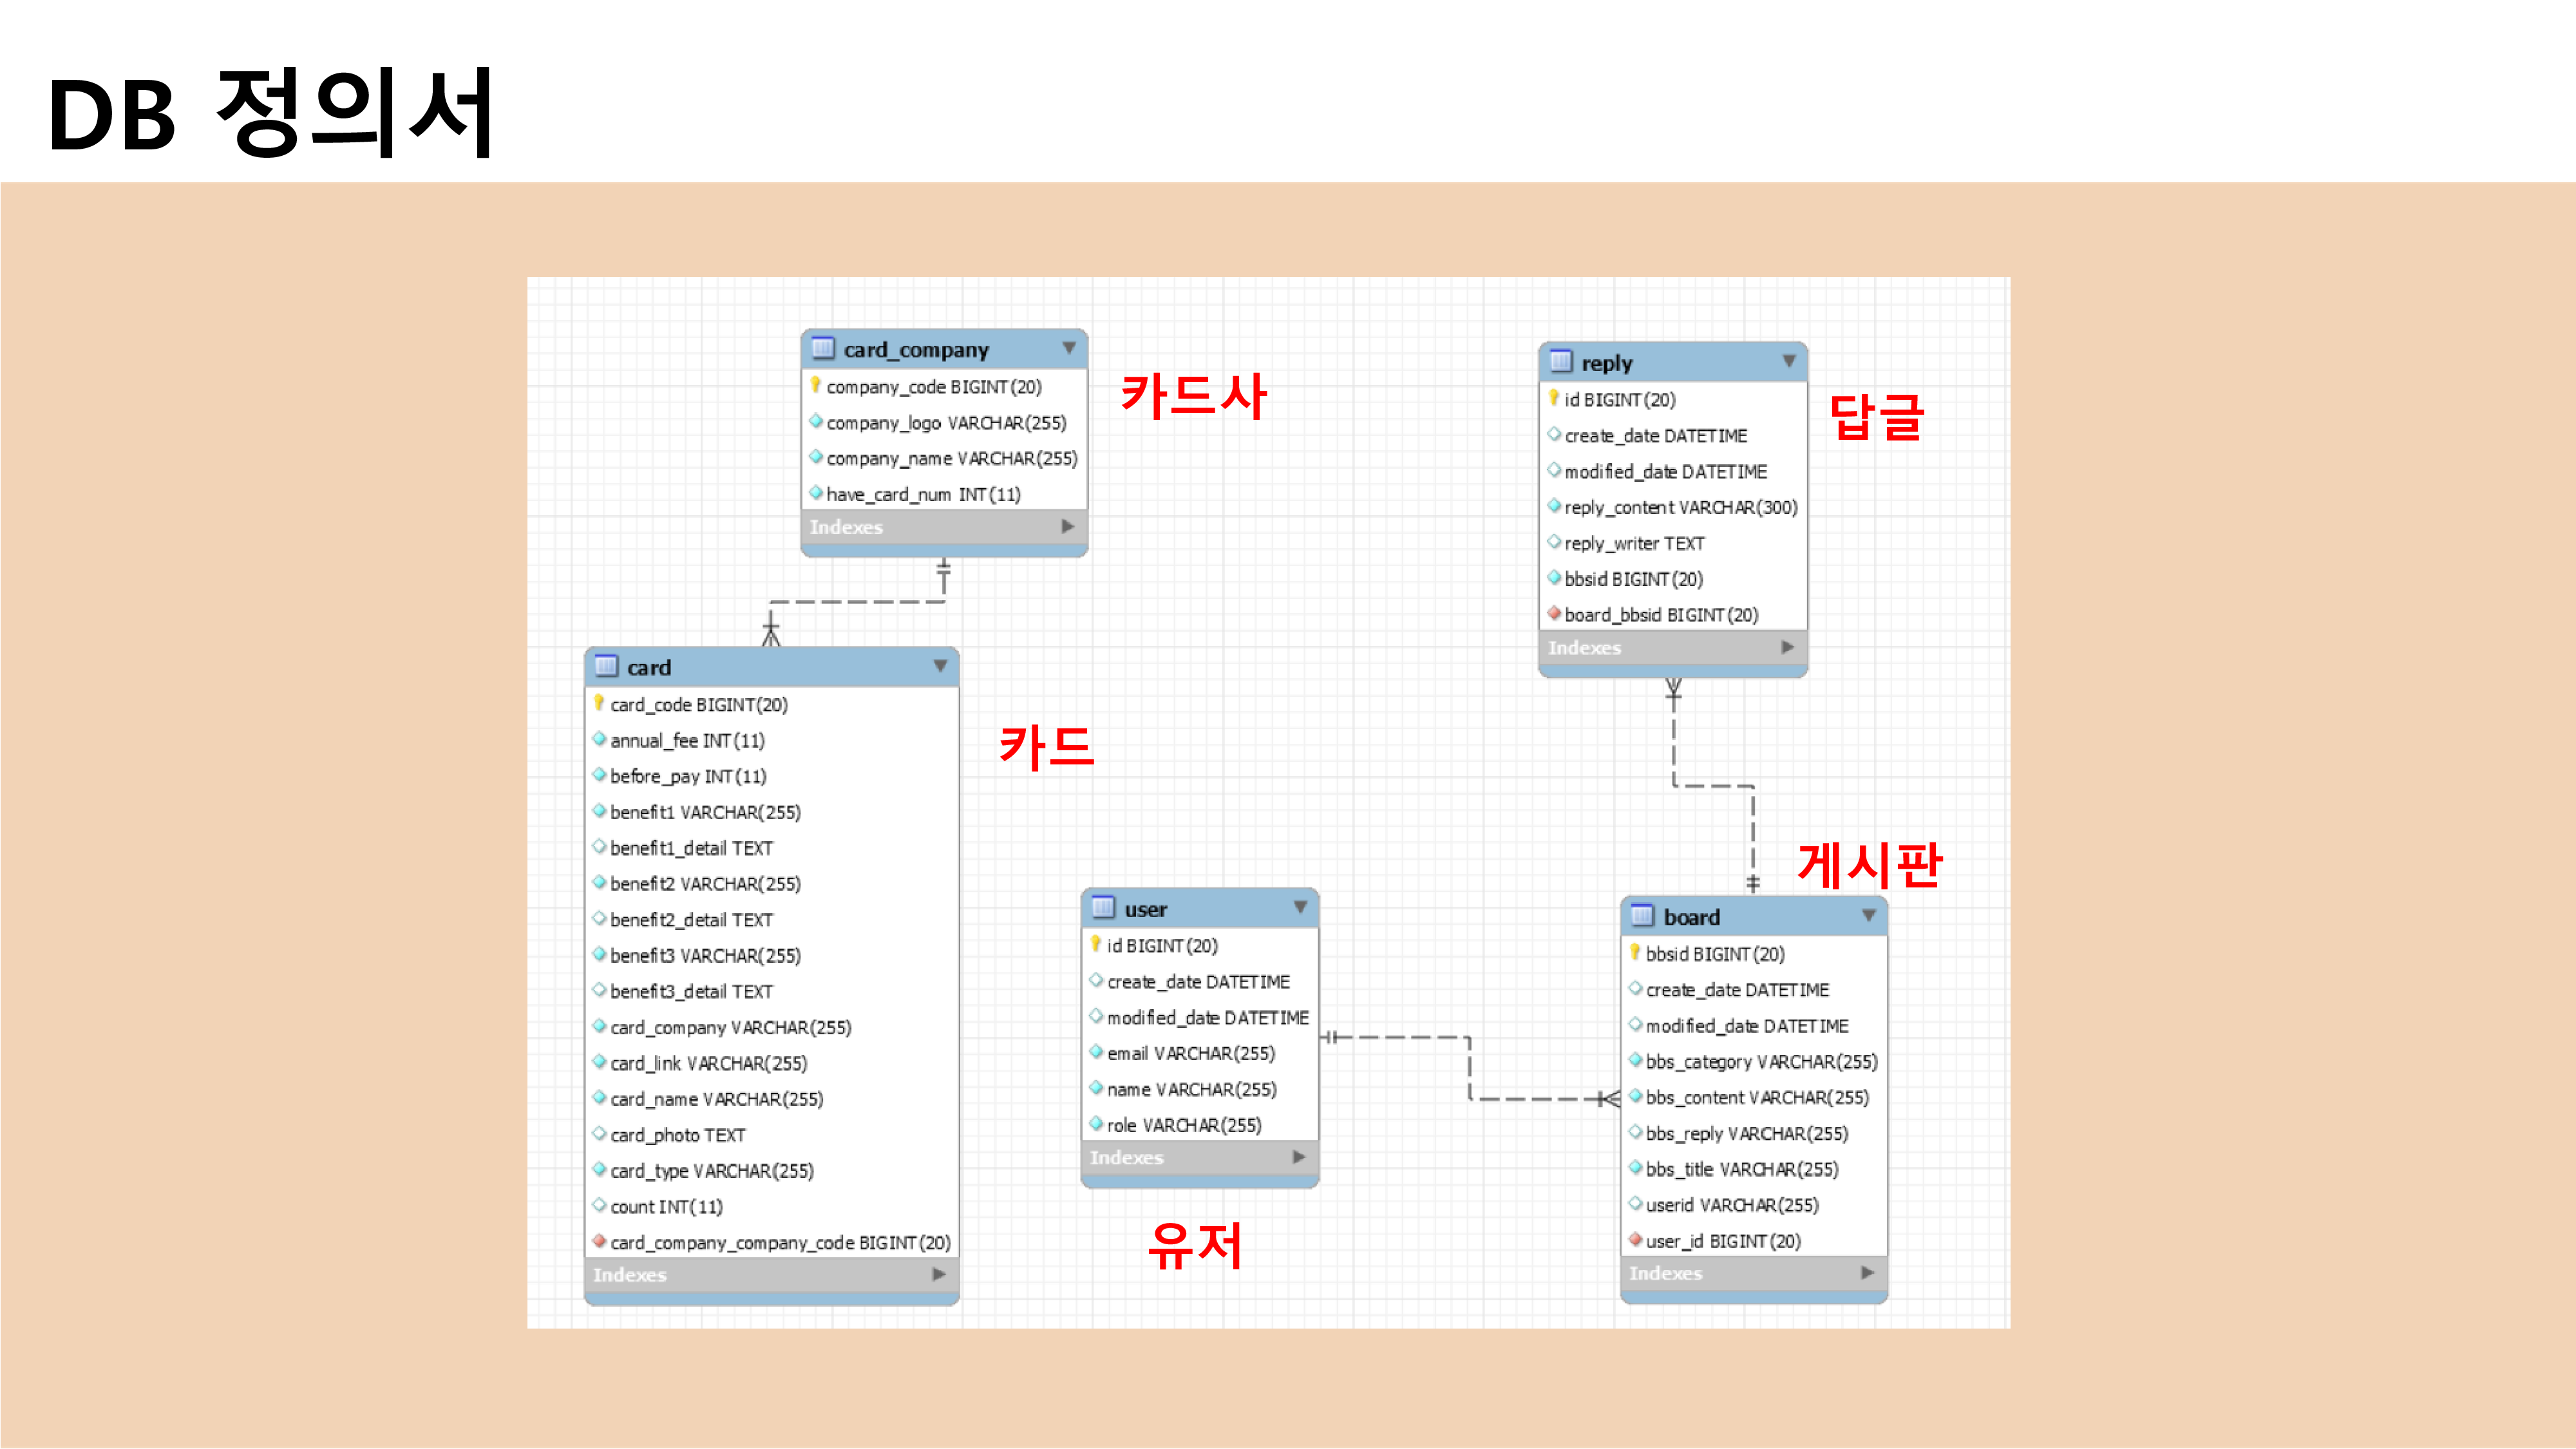 DB 정의서
card_company
company_code BIGINT(20)
company_logo VARCHAR(255)
company_name VARCHAR(255)
have_card_num INT(11)
Indexes
카드사
card
card_code BIGINT(20)
annual_fee INT(11)
before_pay INT(11)
benefit1 VARCHAR(255)
benefit1_detail TEXT
benefit2 VARCHAR(255)
benefit2_detail TEXT
benefit3 VARCHAR(255)
benefit3_detail TEXT
card_company VARCHAR(255)
card_link VARCHAR(255)
card_name VARCHAR(255)
card_photo TEXT
card_type VARCHAR(255)
count INT(11)
card_company_company_code BIGINT(20)
Indexes
카드
user
id BIGINT(20)
create_date DATETIME
modified_date DATETIME
email VARCHAR(255)
name VARCHAR(255)
role VARCHAR(255)
Indexes
유저
reply
id BIGINT(20)
create_date DATETIME
modified_date DATETIME
reply_content VARCHAR(300)
reply_writer TEXT
bbsid BIGINT(20)
board_bbsid BIGINT(20)
Indexes
답글
게시판
board
bbsid BIGINT(20)
create_date DATETIME
modified_date DATETIME
bbs_category VARCHAR(255)
bbs_content VARCHAR(255)
bbs_reply VARCHAR(255)
bbs_title VARCHAR(255)
userid VARCHAR(255)
user_id BIGINT(20)
Indexes